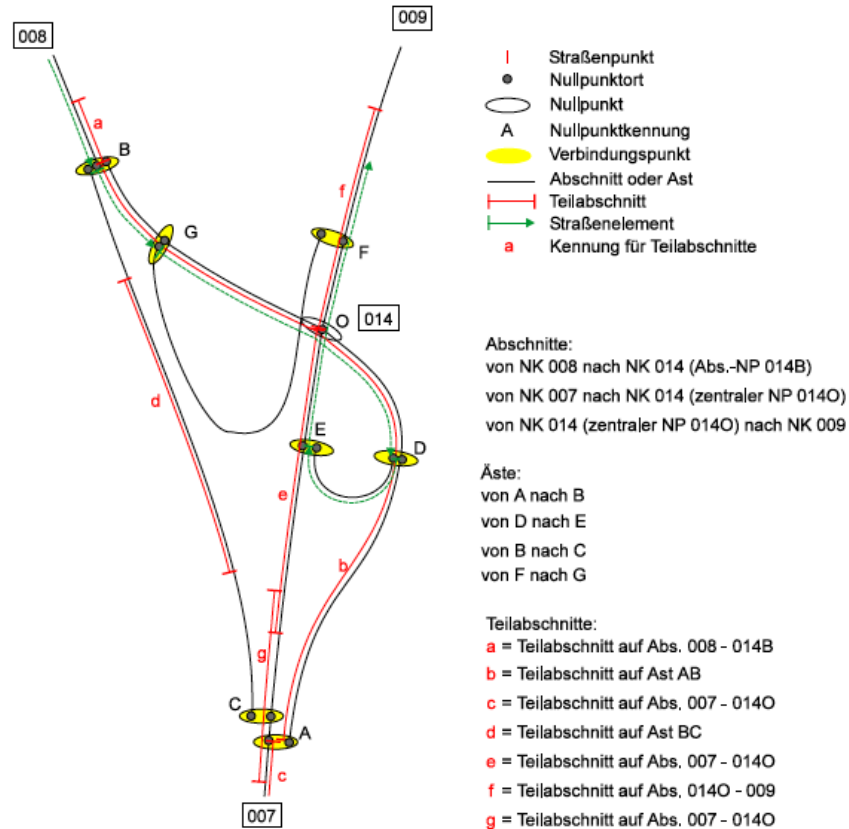 008
009
a
B
f
G
F
O
014
d
E
D
e
b
g
C
A
c
007
Straßenpunkt
Nullpunktort
Nullpunkt
A Nullpunktkennung
Verbindungspunkt
Abschnitt oder Ast
Teilabschnitt
Straßenelement
a Kennung für Teilabschnitte
Abschnitte:
von NK 008 nach NK 014 (Abs.-NP 014B)
von NK 007 nach NK 014 (zentraler NP 014O)
von NK 014 (zentraler NP 014O) nach NK 009
Äste:
von A nach B
von D nach E
von B nach C
von F nach G
Teilabschnitte:
a = Teilabschnitt auf Abs. 008 - 014B
b = Teilabschnitt auf Ast AB
c = Teilabschnitt auf Abs. 007 - 014O
d = Teilabschnitt auf Ast BC
e = Teilabschnitt auf Abs. 007 - 014O
f = Teilabschnitt auf Abs. 014O - 009
g = Teilabschnitt auf Abs. 007 - 014O